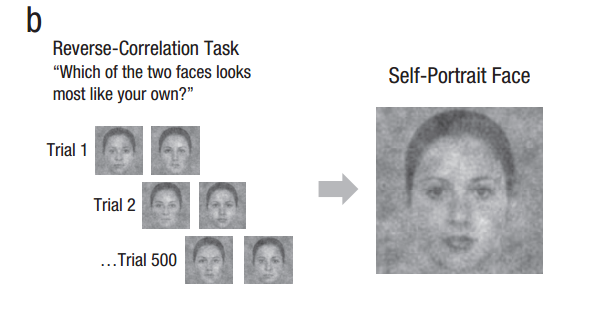 b
Reverse-Correlation Task
“Which of the two faces looks
most like your own?”
Self-Portrait Face
Trial 1
Trial 2
…Trial 500